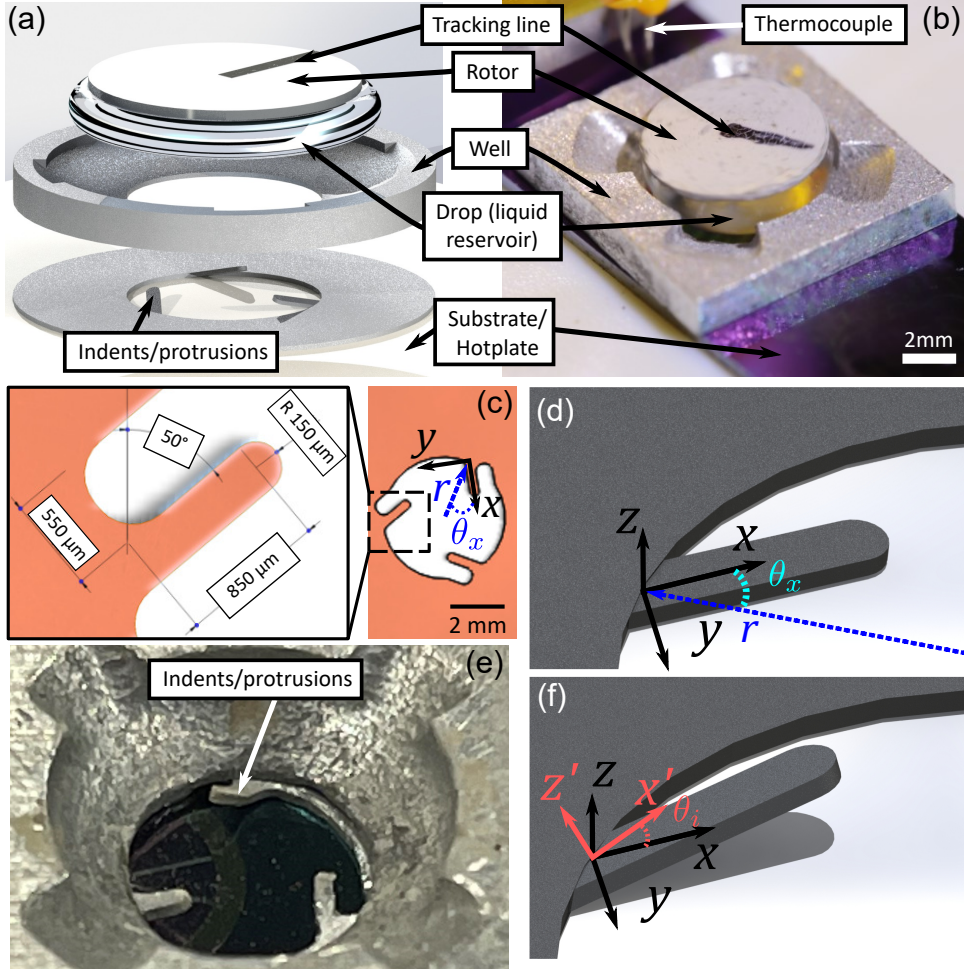 (a)
Tracking line
Thermocouple
(b)
Rotor
Well
Drop (liquid
reservoir)
Indents/protrusions
Substrate/
Hotplate
2mm
50°
R 150 µm
550 µm
850 µm
(c)
y
r
x
θx
2 mm
(d)
z
x
θx
y
r
Indents/protrusions
(e)
(f)
z'
z
x'
θi
x
y